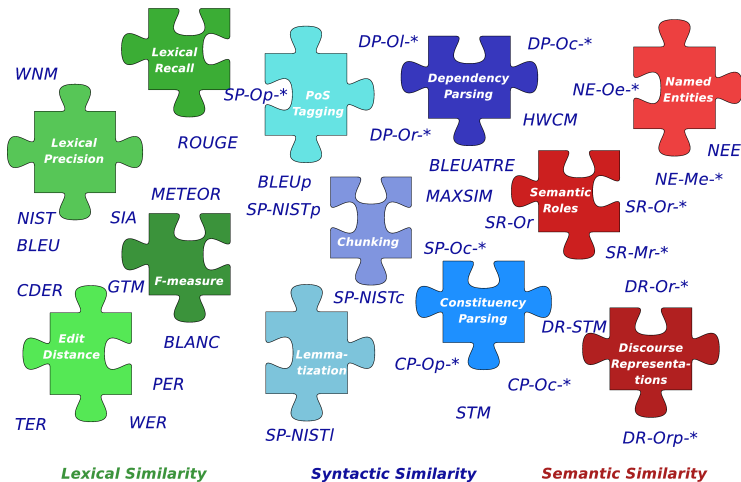 DP-Ol-*
DP-Oc-*
Lexical
Recall
WNM
Dependency
Parsing
NE-Oe-*
Named
Entities
SP-Op-*
PoS
Tagging
HWCM
DP-Or-*
ROUGE
Lexical
Precision
NEE
BLEUATRE
BLEUp
NE-Me-*
METEOR
MAXSIM
Semantic
Roles
SP-NISTp
SR-Or-*
NIST
SIA
SR-Or
BLEU
Chunking
SP-Oc-*
SR-Mr-*
F-measure
CDER
GTM
DR-Or-*
SP-NISTc
Constituency
Parsing
DR-STM
BLANC
Edit
Distance
Lemma-
tization
Discourse
Representa-
tions
CP-Op-*
PER
CP-Oc-*
STM
TER
WER
SP-NISTl
DR-Orp-*
Lexical Similarity
Syntactic Similarity
Semantic Similarity